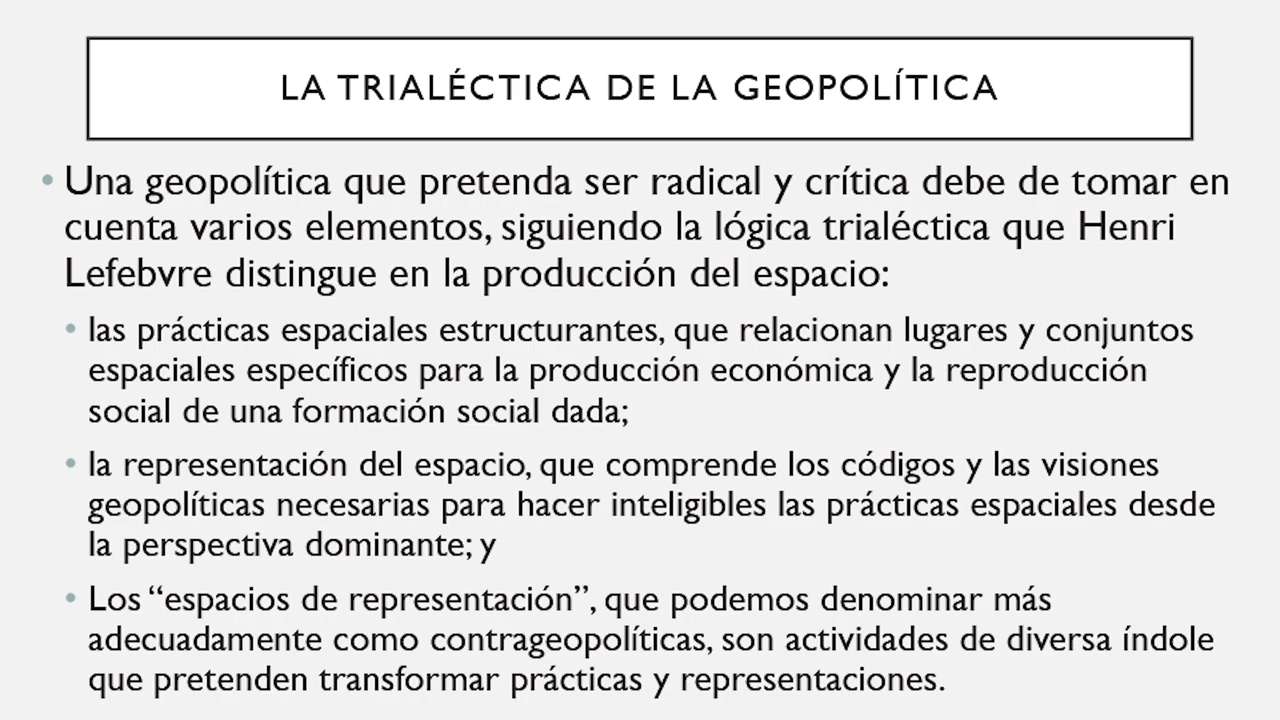 LA TRIALÉCTICA DE LA GEOPOLÍTICA
• Una geopolítica que pretenda ser radical y crítica debe de tomar en
cuenta varios elementos, siguiendo la lógica trialéctica que Henri
Lefebvre distingue en la producción del espacio:
• las prácticas espaciales estructurantes, que relacionan lugares y conjuntos
espaciales específicos para la producción económica y la reproducción
social de una formación social dada;
• la representación del espacio, que comprende los códigos y las visiones
geopolíticas necesarias para hacer inteligibles las prácticas espaciales desde
la perspectiva dominante; y
• Los “espacios de representación”, que podemos denominar más
adecuadamente como contrageopolíticas, son actividades de diversa índole
que pretenden transformar prácticas y representaciones.